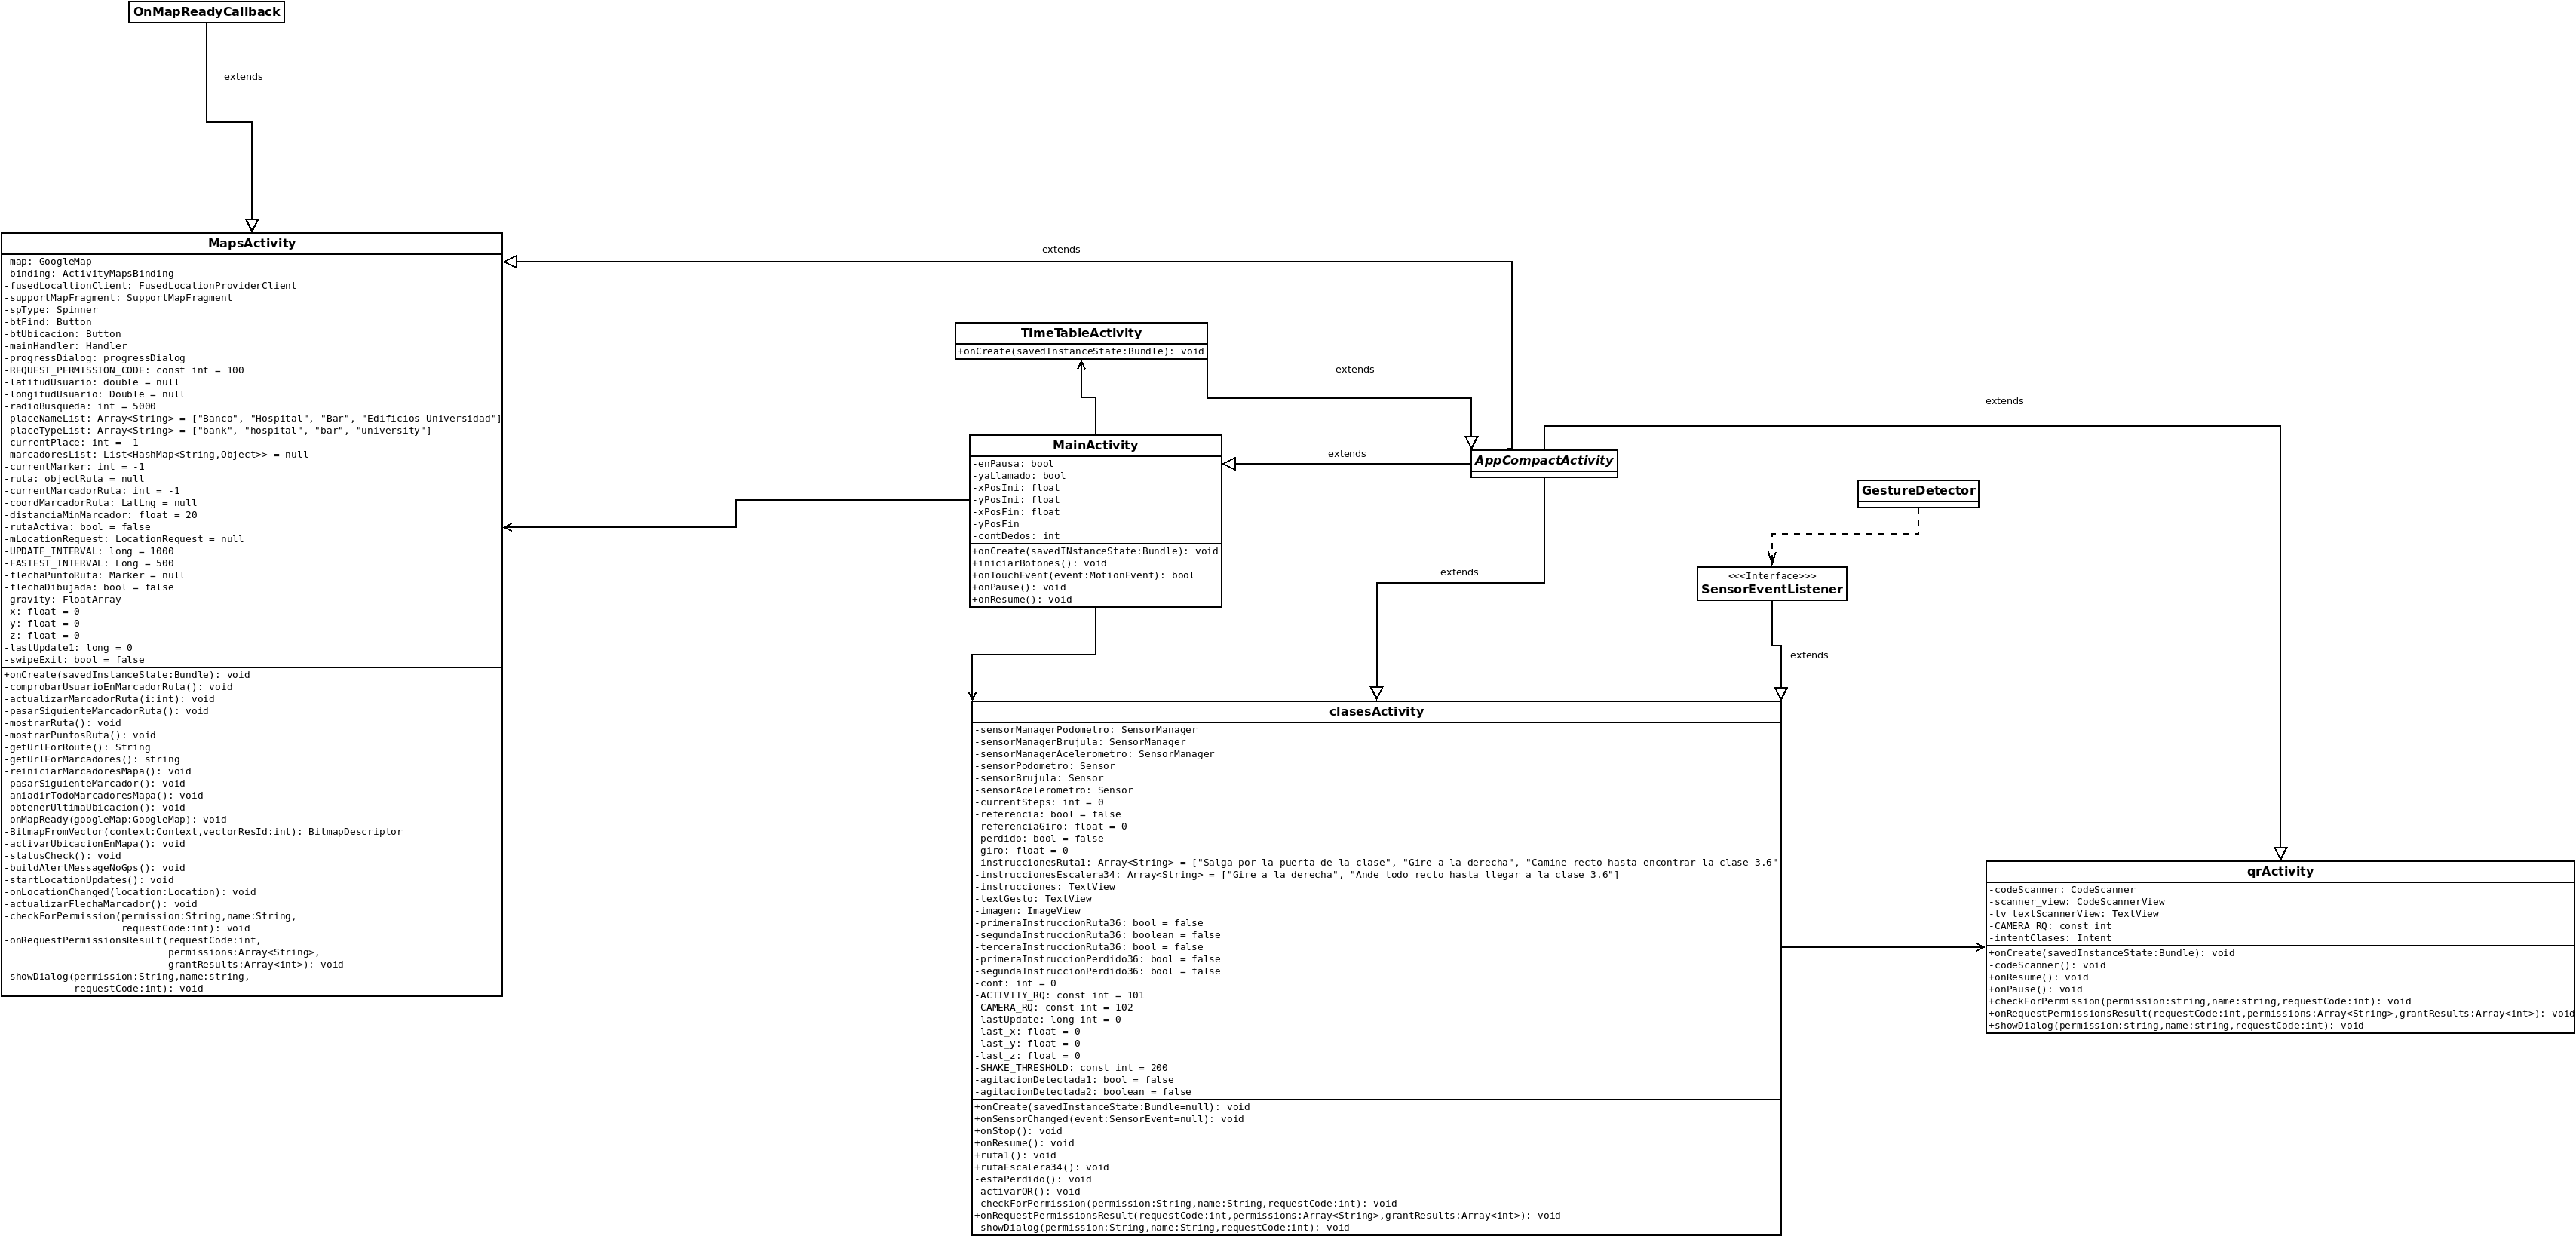 OnMapReadyCallback
extends
MapsActivity
-map: GoogleMap
-binding: ActivityMapsBinding
-fusedLocaltionClient: FusedLocationProviderClient
-supportMapFragment: SupportMapFragment
-spType: Spinner
-btFind: Button
-btUbicacion: Button
-mainHandler: Handler
-progressDialog: progressDialog
-REQUEST_PERMISSION_CODE: const int = 100
-latitudUsuario: double = null
-longitudUsuario: Double = null
-radioBusqueda: int = 5000
-placeNameList: Array<String> = ["Banco", "Hospital", "Bar", "Edificios Universidad"]
-placeTypeList: Array<String> = ["bank", "hospital", "bar", "university"]
-currentPlace: int = -1
-marcadoresList: List<HashMap<String,Object>> = null
-currentMarker: int = -1
-ruta: objectRuta = null
-currentMarcadorRuta: int = -1
-coordMarcadorRuta: LatLng = null
-distanciaMinMarcador: float = 20
-rutaActiva: bool = false
-mLocationRequest: LocationRequest = null
-UPDATE_INTERVAL: long = 1000
-FASTEST_INTERVAL: Long = 500
-flechaPuntoRuta: Marker = null
-flechaDibujada: bool = false
-gravity: FloatArray
-x: float = 0
-y: float = 0
-z: float = 0
-lastUpdate1: long = 0
-swipeExit: bool = false
+onCreate(savedInstanceState:Bundle): void
-comprobarUsuarioEnMarcadorRuta(): void
-actualizarMarcadorRuta(i:int): void
-pasarSiguienteMarcadorRuta(): void
-mostrarRuta(): void
-mostrarPuntosRuta(): void
-getUrlForRoute(): String
-getUrlForMarcadores(): string
-reiniciarMarcadoresMapa(): void
-pasarSiguienteMarcador(): void
-aniadirTodoMarcadoresMapa(): void
-obtenerUltimaUbicacion(): void
-onMapReady(googleMap:GoogleMap): void
-BitmapFromVector(context:Context,vectorResId:int): BitmapDescriptor
-activarUbicacionEnMapa(): void
-statusCheck(): void
-buildAlertMessageNoGps(): void
-startLocationUpdates(): void
-onLocationChanged(location:Location): void
-actualizarFlechaMarcador(): void
-checkForPermission(permission:String,name:String,
requestCode:int): void
-onRequestPermissionsResult(requestCode:int,
permissions:Array<String>,
grantResults:Array<int>): void
-showDialog(permission:String,name:string,
requestCode:int): void
extends
TimeTableActivity
+onCreate(savedInstanceState:Bundle): void
extends
MainActivity
-enPausa: bool
-yaLlamado: bool
-xPosIni: float
-yPosIni: float
-xPosFin: float
-yPosFin
-contDedos: int
+onCreate(savedINstanceState:Bundle): void
+iniciarBotones(): void
+onTouchEvent(event:MotionEvent): bool
+onPause(): void
+onResume(): void
extends
AppCompactActivity
extends
extends
GestureDetector
<<<Interface>>>
SensorEventListener
extends
clasesActivity
-sensorManagerPodometro: SensorManager
-sensorManagerBrujula: SensorManager
-sensorManagerAcelerometro: SensorManager
-sensorPodometro: Sensor
-sensorBrujula: Sensor
-sensorAcelerometro: Sensor
-currentSteps: int = 0
-referencia: bool = false
-referenciaGiro: float = 0
-perdido: bool = false
-giro: float = 0
-instruccionesRuta1: Array<String> = ["Salga por la puerta de la clase", "Gire a la derecha", "Camine recto hasta encontrar la clase 3.6"]
-instruccionesEscalera34: Array<String> = ["Gire a la derecha", "Ande todo recto hasta llegar a la clase 3.6"]
-instrucciones: TextView
-textGesto: TextView
-imagen: ImageView
-primeraInstruccionRuta36: bool = false
-segundaInstruccionRuta36: boolean = false
-terceraInstruccionRuta36: bool = false
-primeraInstruccionPerdido36: bool = false
-segundaInstruccionPerdido36: bool = false
-cont: int = 0
-ACTIVITY_RQ: const int = 101
-CAMERA_RQ: const int = 102
-lastUpdate: long int = 0
-last_x: float = 0
-last_y: float = 0
-last_z: float = 0
-SHAKE_THRESHOLD: const int = 200
-agitacionDetectada1: bool = false
-agitacionDetectada2: boolean = false
+onCreate(savedInstanceState:Bundle=null): void
+onSensorChanged(event:SensorEvent=null): void
+onStop(): void
+onResume(): void
+ruta1(): void
+rutaEscalera34(): void
-estaPerdido(): void
-activarQR(): void
-checkForPermission(permission:String,name:String,requestCode:int): void
+onRequestPermissionsResult(requestCode:int,permissions:Array<String>,grantResults:Array<int>): void
-showDialog(permission:String,name:String,requestCode:int): void
qrActivity
-codeScanner: CodeScanner
-scanner_view: CodeScannerView
-tv_textScannerView: TextView
-CAMERA_RQ: const int
-intentClases: Intent
+onCreate(savedInstanceState:Bundle): void
-codeScanner(): void
+onResume(): void
+onPause(): void
+checkForPermission(permission:string,name:string,requestCode:int): void
+onRequestPermissionsResult(requestCode:int,permissions:Array<String>,grantResults:Array<int>): void
+showDialog(permission:string,name:string,requestCode:int): void